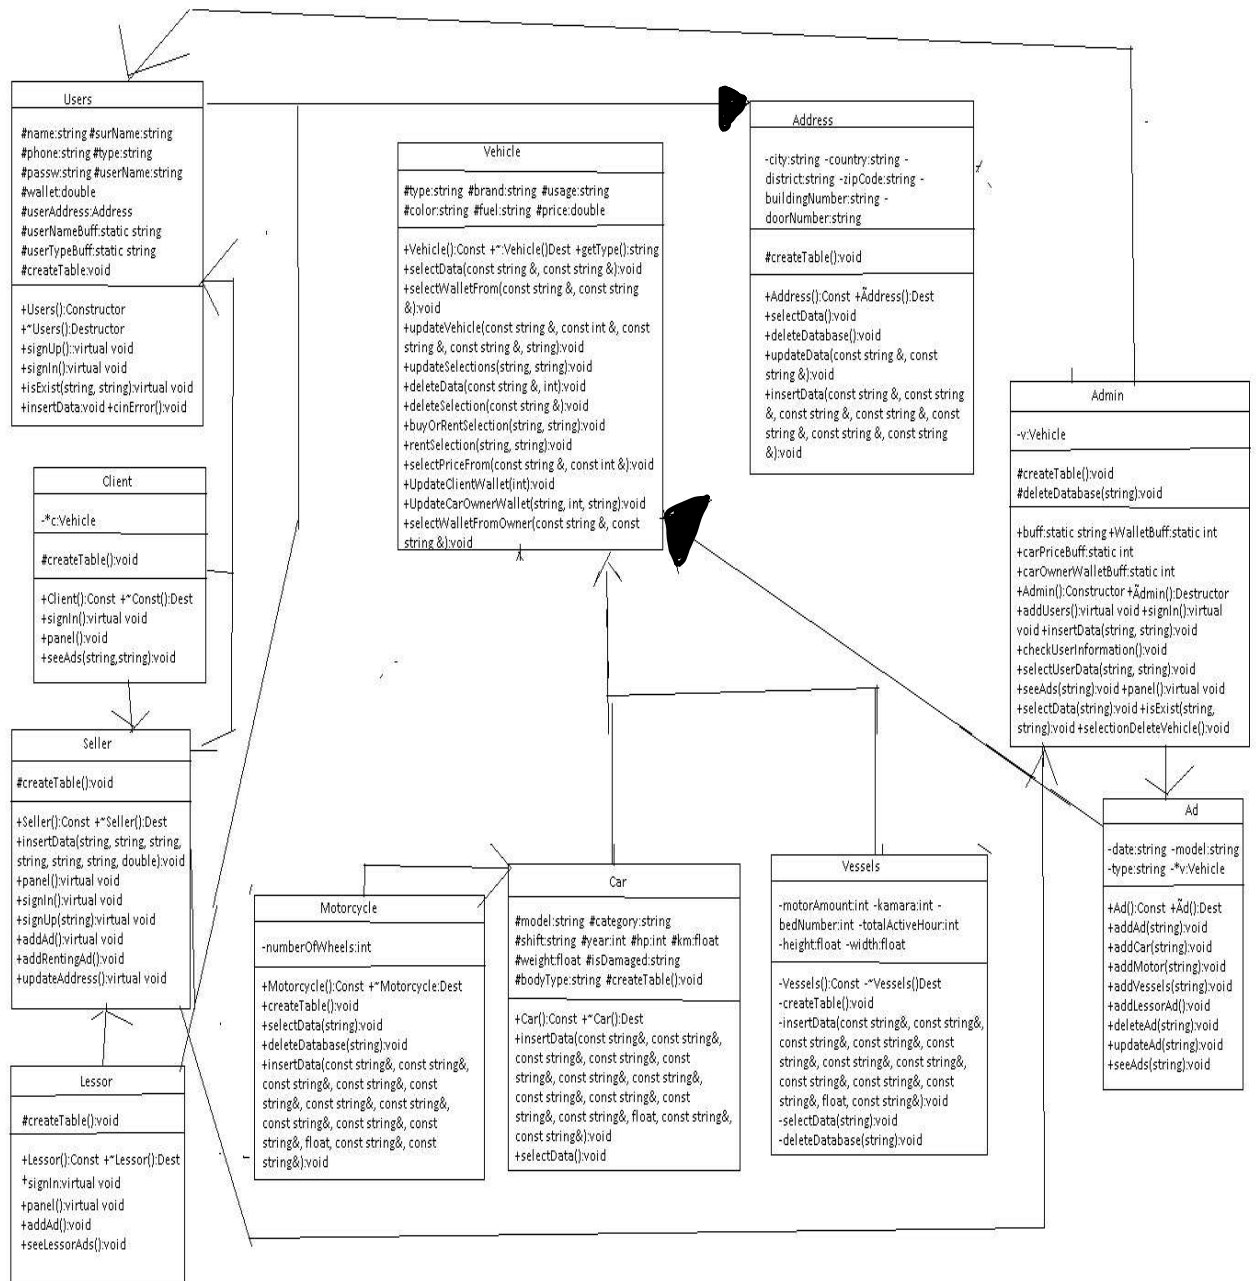 Users
#name:string #surName:string
#phone:string #type:string
#passw:string #userName:string
#wallet:double
#userAddress:Address
#userNameBuff:static string
#userTypeBuff:static string
#createTable:void
+Users():Constructor
+~Users():Destructor
+signUp()::virtual void
+signIn():virtual void
+isExist(string, string):virtual void
+insertData:void +cinError():void
Client
-*c:Vehicle
#createTable():void
+Client():Const +~Const():Dest
+signIn():virtual void
+panel():void
+seeAds(string,string):void
Seller
#createTable():void
+Seller():Const +~Seller():Dest
+insertData(string, string, string,
string, string, string, double):void
+panel():virtual void
+signIn():virtual void
+signUp(string):virtual void
+addAd():virtual void
+addRentingAd():void
+updateAddress():virtual void
Lessor
#createTable():void
+Lessor():Const +~Lessor():Dest
+signIn:virtual void
+panel():virtual void
+addAd():void
+seeLessorAds():void
Vehicle
#type:string #brand:string #usage:string
#color:string #fuel:string #price:double
+Vehicle():Const +~:Vehicle()Dest +getType():string
+selectData(const string &, const string &):void
+selectWalletFrom(const string &, const string
&):void
+updateVehicle(const string &, const int &, const
string &, const string &, string):void
+updateSelections(string, string):void
+deleteData(const string &, int):void
+deleteSelection(const string &):void
+buyOrRentSelection(string, string):void
+rentSelection(string, string):void
+selectPriceFrom(const string &, const int &):void
+UpdateClientWallet(int):void
+UpdateCarOwnerWallet(string, int, string):void
+selectWalletFromOwner(const string &, const
string &):void
Address
-city:string -country:string -
district:string -zipCode:string -
buildingNumber:string -
doorNumber:string
#createTable():void
+Address():Const +Ãddress():Dest
+selectData():void
+deleteDatabase():void
+updateData(const string &, const
string &):void
+insertData(const string &, const string
&, const string &, const string &, const
string &, const string &, const string
&):void
Admin
-v:Vehicle
#createTable():void
#deleteDatabase(string):void
+buff:static string +WalletBuff:static int
+carPriceBuff:static int
+carOwnerWalletBuff:static int
+Admin():Constructor +Ãdmin():Destructor
+addUsers():virtual void +signIn():virtual
void +insertData(string, string):void
+checkUserInformation():void
+selectUserData(string, string):void
+seeAds(string):void +panel():virtual void
+selectData(string):void +isExist(string,
string):void +selectionDeleteVehicle():void
Motorcycle
-numberOfWheels:int
+Motorcycle():Const +~Motorcycle:Dest
+createTable():void
+selectData(string):void
+deleteDatabase(string):void
+insertData(const string&, const string&,
const string&, const string&, const
string&, const string&, const string&,
const string&, const string&, const
string&, float, const string&, const
string&):void
Car
#model:string #category:string
#shift:string #year:int #hp:int #km:float
#weight:float #isDamaged:string
#bodyType:string #createTable():void
+Car():Const +~Car():Dest
+insertData(const string&, const string&,
const string&, const string&, const
string&, const string&, const string&,
const string&, const string&, const
string&, const string&, float, const string&,
const string&):void
+selectData():void
Vessels
-motorAmount:int -kamara:int -
bedNumber:int -totalActiveHour:int
-height:float -width:float
-Vessels():Const -~Vessels()Dest
-createTable():void
-insertData(const string&, const string&,
const string&, const string&, const
string&, const string&, const string&,
const string&, const string&, const
string&, float, const string&):void
-selectData(string):void
-deleteDatabase(string):void
Ad
-date:string -model:string
-type:string -*v:Vehicle
+Ad():Const +Ãd():Dest
+addAd(string):void
+addCar(string):void
+addMotor(string):void
+addVessels(string):void
+addLessorAd():void
+deleteAd(string):void
+updateAd(string):void
+seeAds(string):void